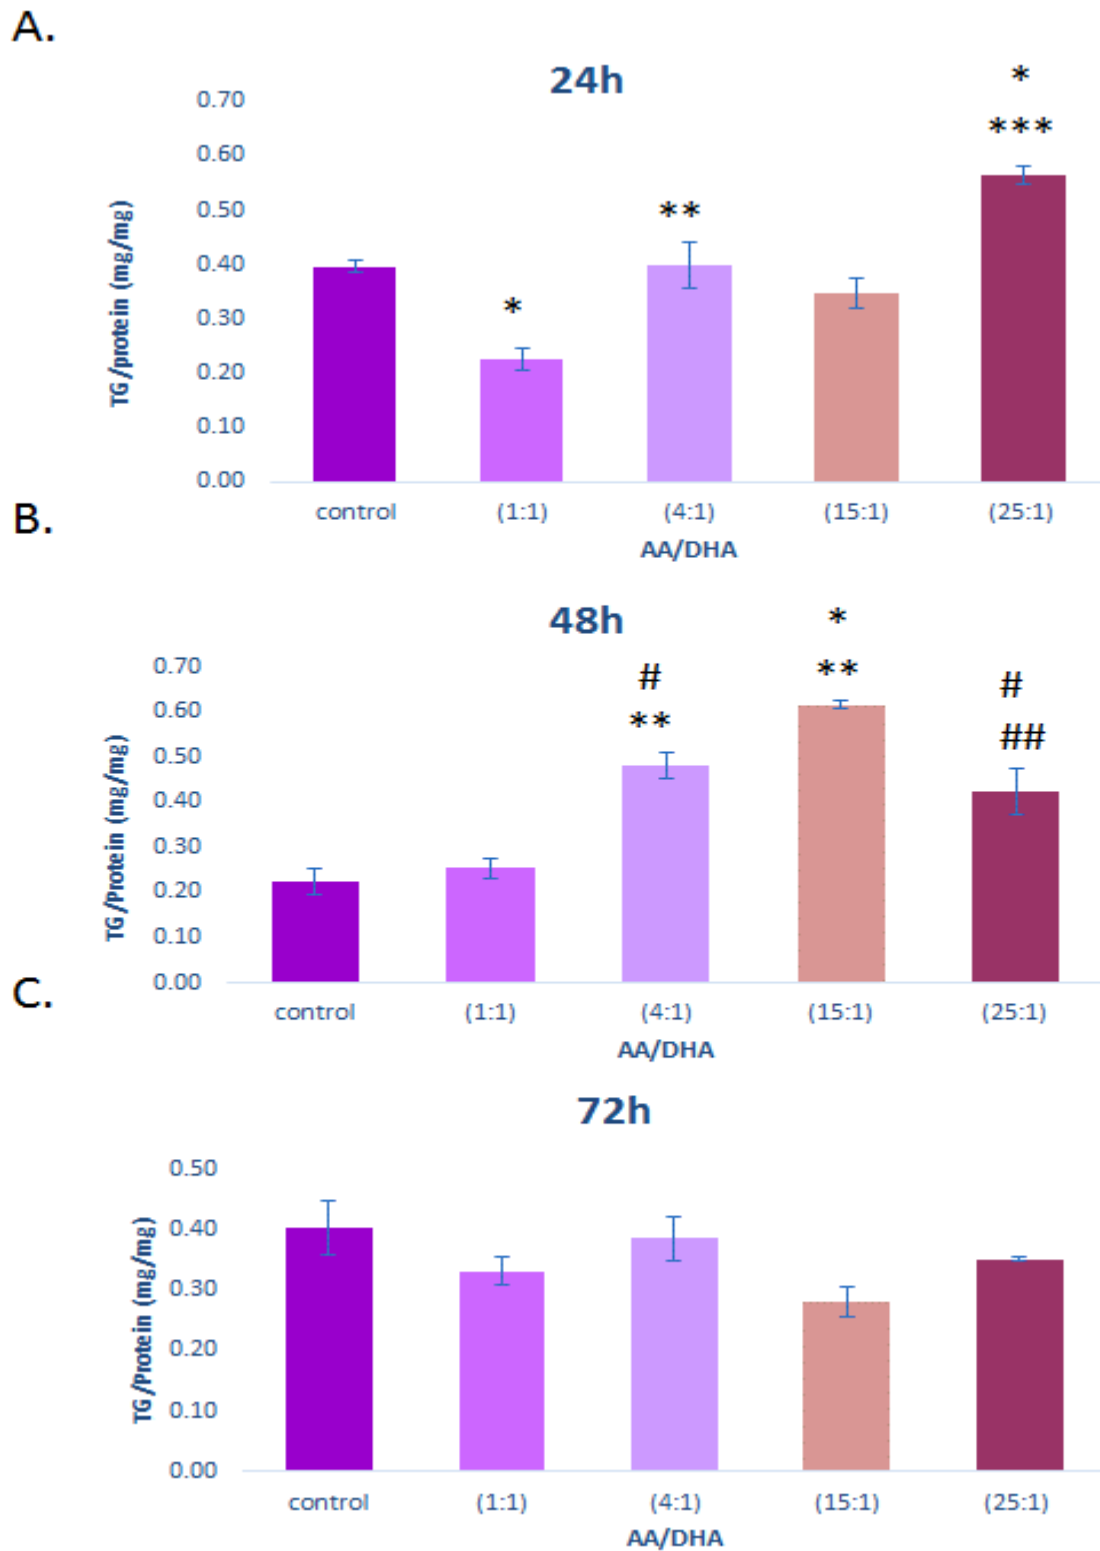 A.
24h
*
***
0.70
0.60
0.50
0.40
0.30
0.20
0.10
0.00
TG/protein (mg/mg)
*
**
control
(1:1)
(4:1)
(15:1)
(25:1)
AA/DHA
B.
48h
*
**
#
**
#
##
0.70
0.60
0.50
0.40
0.30
0.20
0.10
0.00
TG/Protein (mg/mg)
control
(1:1)
(4:1)
(15:1)
(25:1)
AA/DHA
C.
72h
0.50
0.40
0.30
0.20
0.10
0.00
TG/Protein (mg/mg)
control
(1:1)
(4:1)
(15:1)
(25:1)
AA/DHA